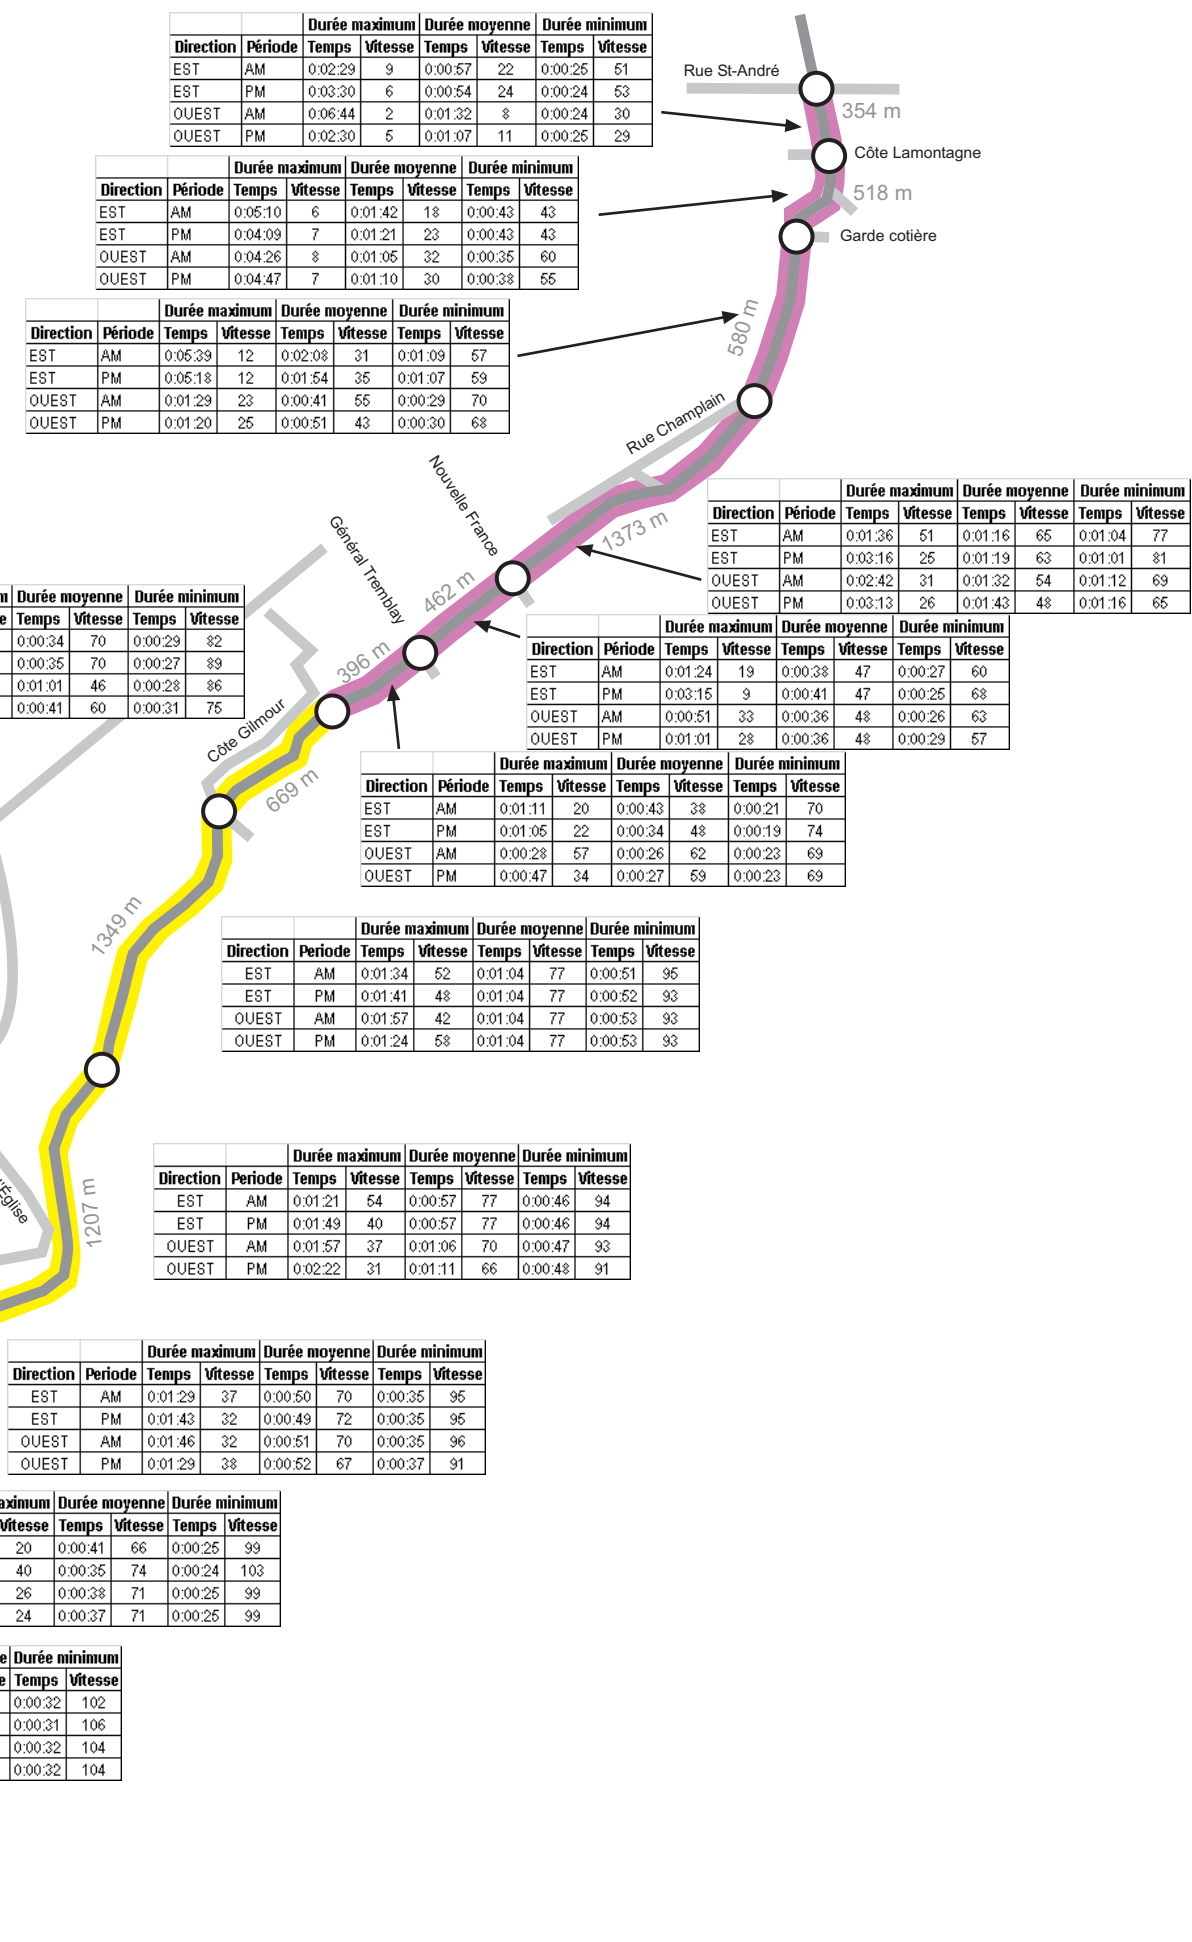 Durée maximum Durée moyenne Durée minimum
Direction Période Temps Vitesse Temps Vitesse Temps Vitesse
EST AM 0:02:29 9 0:00:57 22 0:00:25 51
EST PM 0:03:30 6 0:00:54 24 0:00:24 53
OUEST AM 0:06:44 2 0:01:32 8 0:00:24 30
OUEST PM 0:02:30 5 0:01:07 11 0:00:25 29
Rue St-André
354 m
Côte Lamontagne
518 m
Garde cotière
Durée maximum Durée moyenne Durée minimum
Direction Période Temps Vitesse Temps Vitesse Temps Vitesse
EST AM 0:05:10 6 0:01:42 18 0:00:43 43
EST PM 0:04:09 7 0:01:21 23 0:00:43 43
OUEST AM 0:04:26 8 0:01:05 32 0:00:35 60
OUEST PM 0:04:47 7 0:01:10 30 0:00:38 55
Durée maximum Durée moyenne Durée minimum
Direction Période Temps Vitesse Temps Vitesse Temps Vitesse
EST AM 0:05:39 12 0:02:08 31 0:01:09 57
EST PM 0:05:18 12 0:01:54 35 0:01:07 59
OUEST AM 0:01:29 23 0:00:41 55 0:00:29 70
OUEST PM 0:01:20 25 0:00:51 43 0:00:30 68
580 m
Rue Champlain
Nouvelle France
1373 m
Général Tremblay
462 m
396 m
Durée maximum Durée moyenne Durée minimum
Direction Période Temps Vitesse Temps Vitesse Temps Vitesse
EST AM 0:01:36 51 0:01:16 65 0:01:04 77
EST PM 0:03:16 25 0:01:19 63 0:01:01 81
OUEST AM 0:02:42 31 0:01:32 54 0:01:12 69
OUEST PM 0:03:13 26 0:01:43 48 0:01:16 65
m Durée moyenne Durée minimum
e Temps Vitesse Temps Vitesse
0:00:34 70 0:00:29 82
0:00:35 70 0:00:27 89
0:01:01 46 0:00:28 86
0:00:41 60 0:00:31 75
Durée maximum Durée moyenne Durée minimum
Direction Période Temps Vitesse Temps Vitesse Temps Vitesse
EST AM 0:01:24 19 0:00:38 47 0:00:27 60
EST PM 0:03:15 9 0:00:41 47 0:00:25 68
OUEST AM 0:00:51 33 0:00:36 48 0:00:26 63
OUEST PM 0:01:01 28 0:00:36 48 0:00:29 57
Côte Gilmour
669 m
Durée maximum Durée moyenne Durée minimum
Direction Période Temps Vitesse Temps Vitesse Temps Vitesse
EST AM 0:01:11 20 0:00:43 38 0:00:21 70
EST PM 0:01:05 22 0:00:34 48 0:00:19 74
OUEST AM 0:00:28 57 0:00:26 62 0:00:23 69
OUEST PM 0:00:47 34 0:00:27 59 0:00:23 69
1349 m
Durée maximum Durée moyenne Durée minimum
Direction Periode Temps Vitesse Temps Vitesse Temps Vitesse
EST AM 0:01:34 52 0:01:04 77 0:00:51 95
EST PM 0:01:41 48 0:01:04 77 0:00:52 93
OUEST AM 0:01:57 42 0:01:04 77 0:00:53 93
OUEST PM 0:01:24 58 0:01:04 77 0:00:53 93
l'Église
1207 m
Durée maximum Durée moyenne Durée minimum
Direction Periode Temps Vitesse Temps Vitesse Temps Vitesse
EST AM 0:01:21 54 0:00:57 77 0:00:46 94
EST PM 0:01:49 40 0:00:57 77 0:00:46 94
OUEST AM 0:01:57 37 0:01:06 70 0:00:47 93
OUEST PM 0:02:22 31 0:01:11 66 0:00:48 91
Durée maximum Durée moyenne Durée minimum
Direction Periode Temps Vitesse Temps Vitesse Temps Vitesse
EST AM 0:01:29 37 0:00:50 70 0:00:35 95
EST PM 0:01:43 32 0:00:49 72 0:00:35 95
OUEST AM 0:01:46 32 0:00:51 70 0:00:35 96
OUEST PM 0:01:29 38 0:00:52 67 0:00:37 91
aximum Durée moyenne Durée minimum
Vitesse Temps Vitesse Temps Vitesse
20 0:00:41 66 0:00:25 99
40 0:00:35 74 0:00:24 103
26 0:00:38 71 0:00:25 99
24 0:00:37 71 0:00:25 99
e Durée minimum
e Temps Vitesse
0:00:32 102
0:00:31 106
0:00:32 104
0:00:32 104